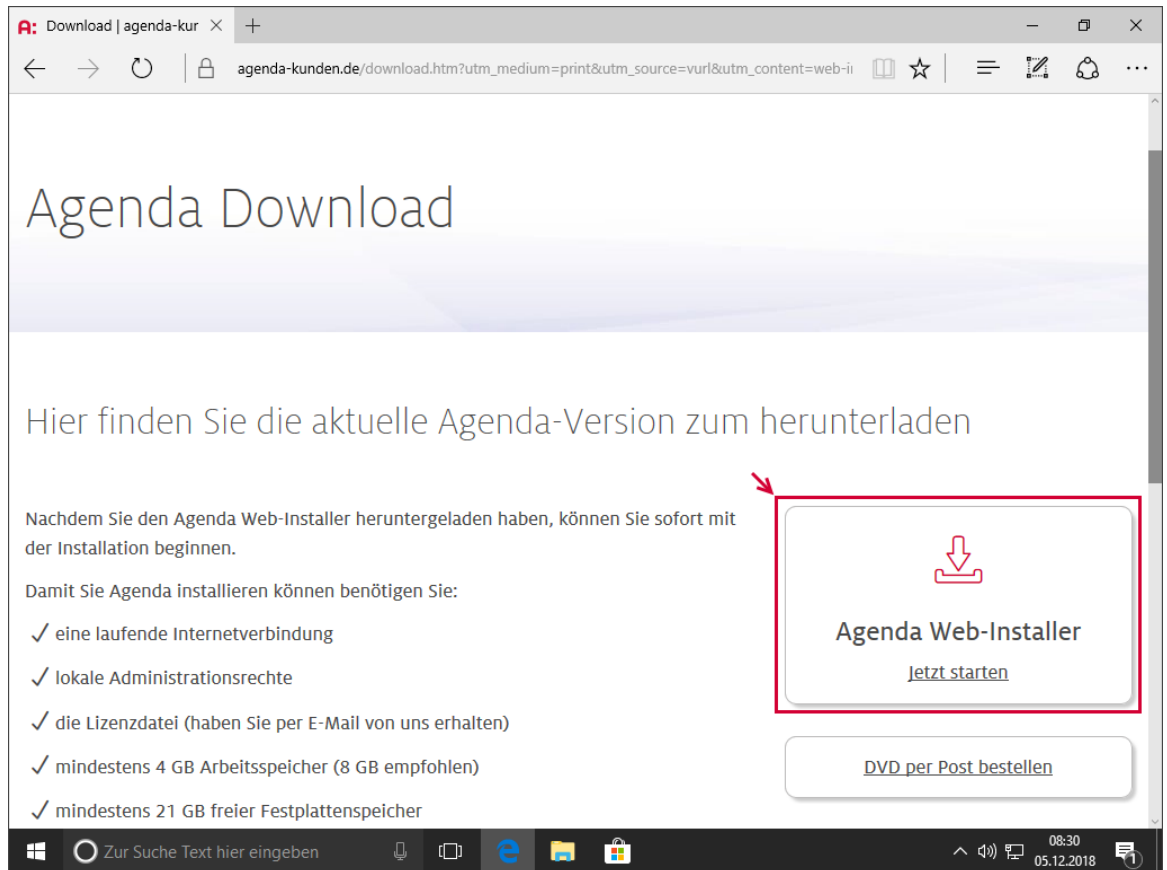 A: Download | agenda-kur
agenda-kunden.de/download.htm?utm_medium=print&utm_source=vurl&utm_content=web-ii
Agenda Download
Hier finden Sie die aktuelle Agenda-Version zum herunterladen
Nachdem Sie den Agenda Web-Installer heruntergeladen haben, können Sie sofort mit
der Installation beginnen.
Damit Sie Agenda installieren können benötigen Sie:
✓ eine laufende Internetverbindung
✓ lokale Administrationsrechte
✓ die Lizenzdatei (haben Sie per E-Mail von uns erhalten)
✓ mindestens 4 GB Arbeitsspeicher (8 GB empfohlen)
✓ mindestens 21 GB freier Festplattenspeicher
Agenda Web-Installer
Jetzt starten
DVD per Post bestellen
Zur Suche Text hier eingeben
08:30
05.12.2018
1